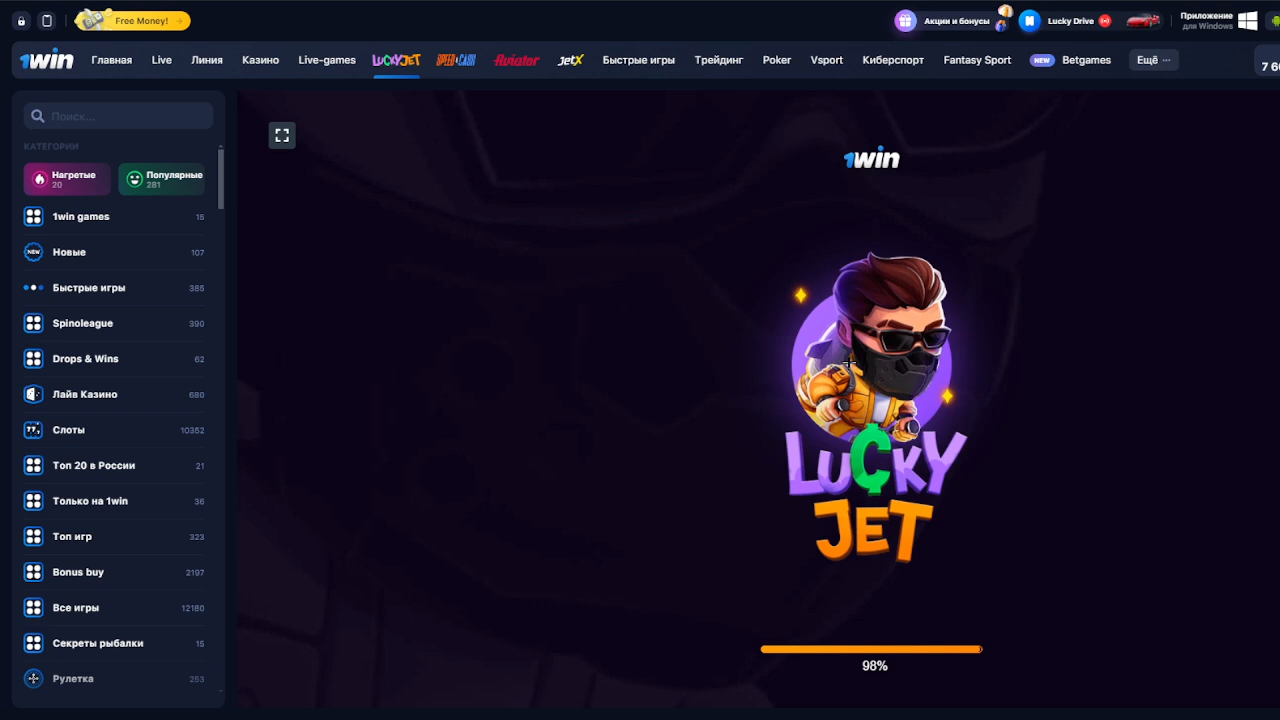 Free Money!
Акции и бонусы
Lucky Drive
Приложение
для Windows
1win
Главная
Live
Линия
Казино
Live-games
LUCKYJET
SPEED&CASH
Aviator
JetX
Быстрые игры
Трейдинг
Poker
Vsport
Киберспорт
Fantasy Sport
NEW
Betgames
Ещё ···
7 60
Поиск...
КАТЕГОРИИ
Нагретые
20
Популярные
281
1win games 15
NEW Новые 107
Быстрые игры 385
Spinoleague 390
Drops & Wins 62
Лайв Казино 680
Слоты 10352
Топ 20 в России 21
Только на 1win 36
Топ игр 323
Bonus buy 2197
Все игры 12180
Секреты рыбалки 15
Рулетка 253
1win
LUCKY
JET
98%